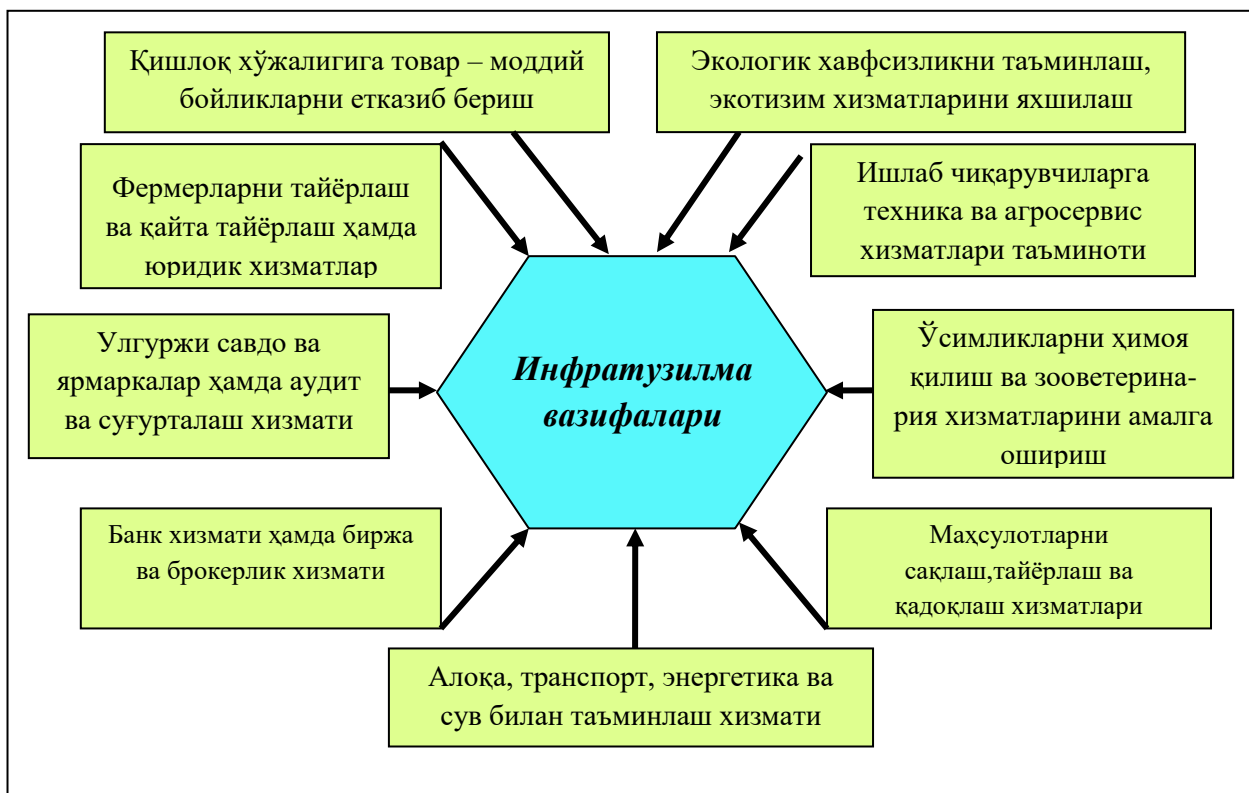 Қишлоқ хўжалигига товар – моддий
бойликларни етказиб бериш
Экологик хавфсизликни таъминлаш,
экотизим хизматларини яхшилаш
Фермерларни тайёрлаш
ва қайта тайёрлаш ҳамда
юридик хизматлар
Ишлаб чиқарувчиларга
техника ва агросервис
хизматлари таъминоти
Улгуржи савдо ва
ярмаркалар ҳамда аудит
ва суғурталаш хизмати
Инфратузилма
вазифалари
Ўсимликларни ҳимоя
қилиш ва зооветерина-
рия хизматларини амалга
ошириш
Банк хизмати ҳамда биржа
ва брокерлик хизмати
Маҳсулотларни
сақлаш,тайёрлаш ва
қадоқлаш хизматлари
Алоқа, транспорт, энергетика ва
сув билан таъминлаш хизмати